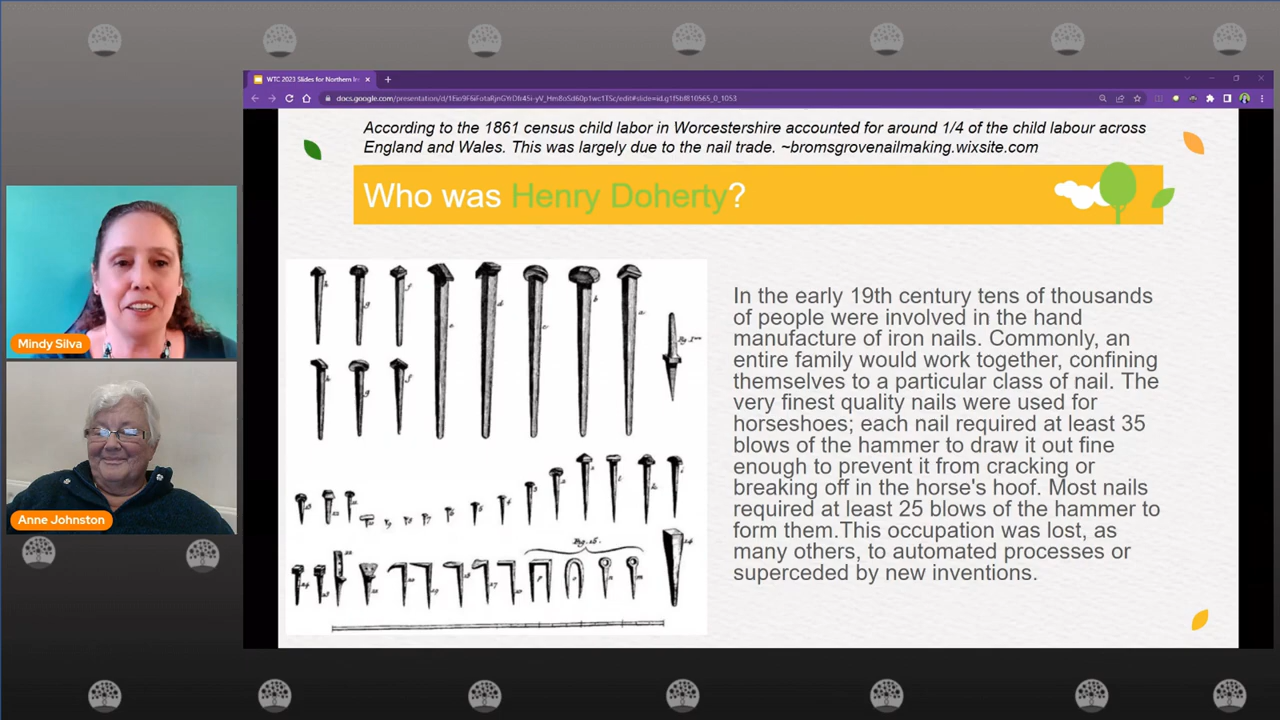 WTC 2023 Slides for Northern Ire
According to the 1861 census child labor in Worcestershire accounted for around 1/4 of the child labour across
England and Wales. This was largely due to the nail trade. ~bromsgrovenailmaking.wixsite.com
Who was Henry Doherty?
In the early 19th century tens of thousands
of people were involved in the hand
manufacture of iron nails. Commonly, an
entire family would work together, confining
themselves to a particular class of nail. The
very finest quality nails were used for
horseshoes; each nail required at least 35
blows of the hammer to draw it out fine
enough to prevent it from cracking or
breaking off in the horse's hoof. Most nails
required at least 25 blows of the hammer to
form them.This occupation was lost, as
many others, to automated processes or
superceded by new inventions.
Mindy Silva
Anne Johnston